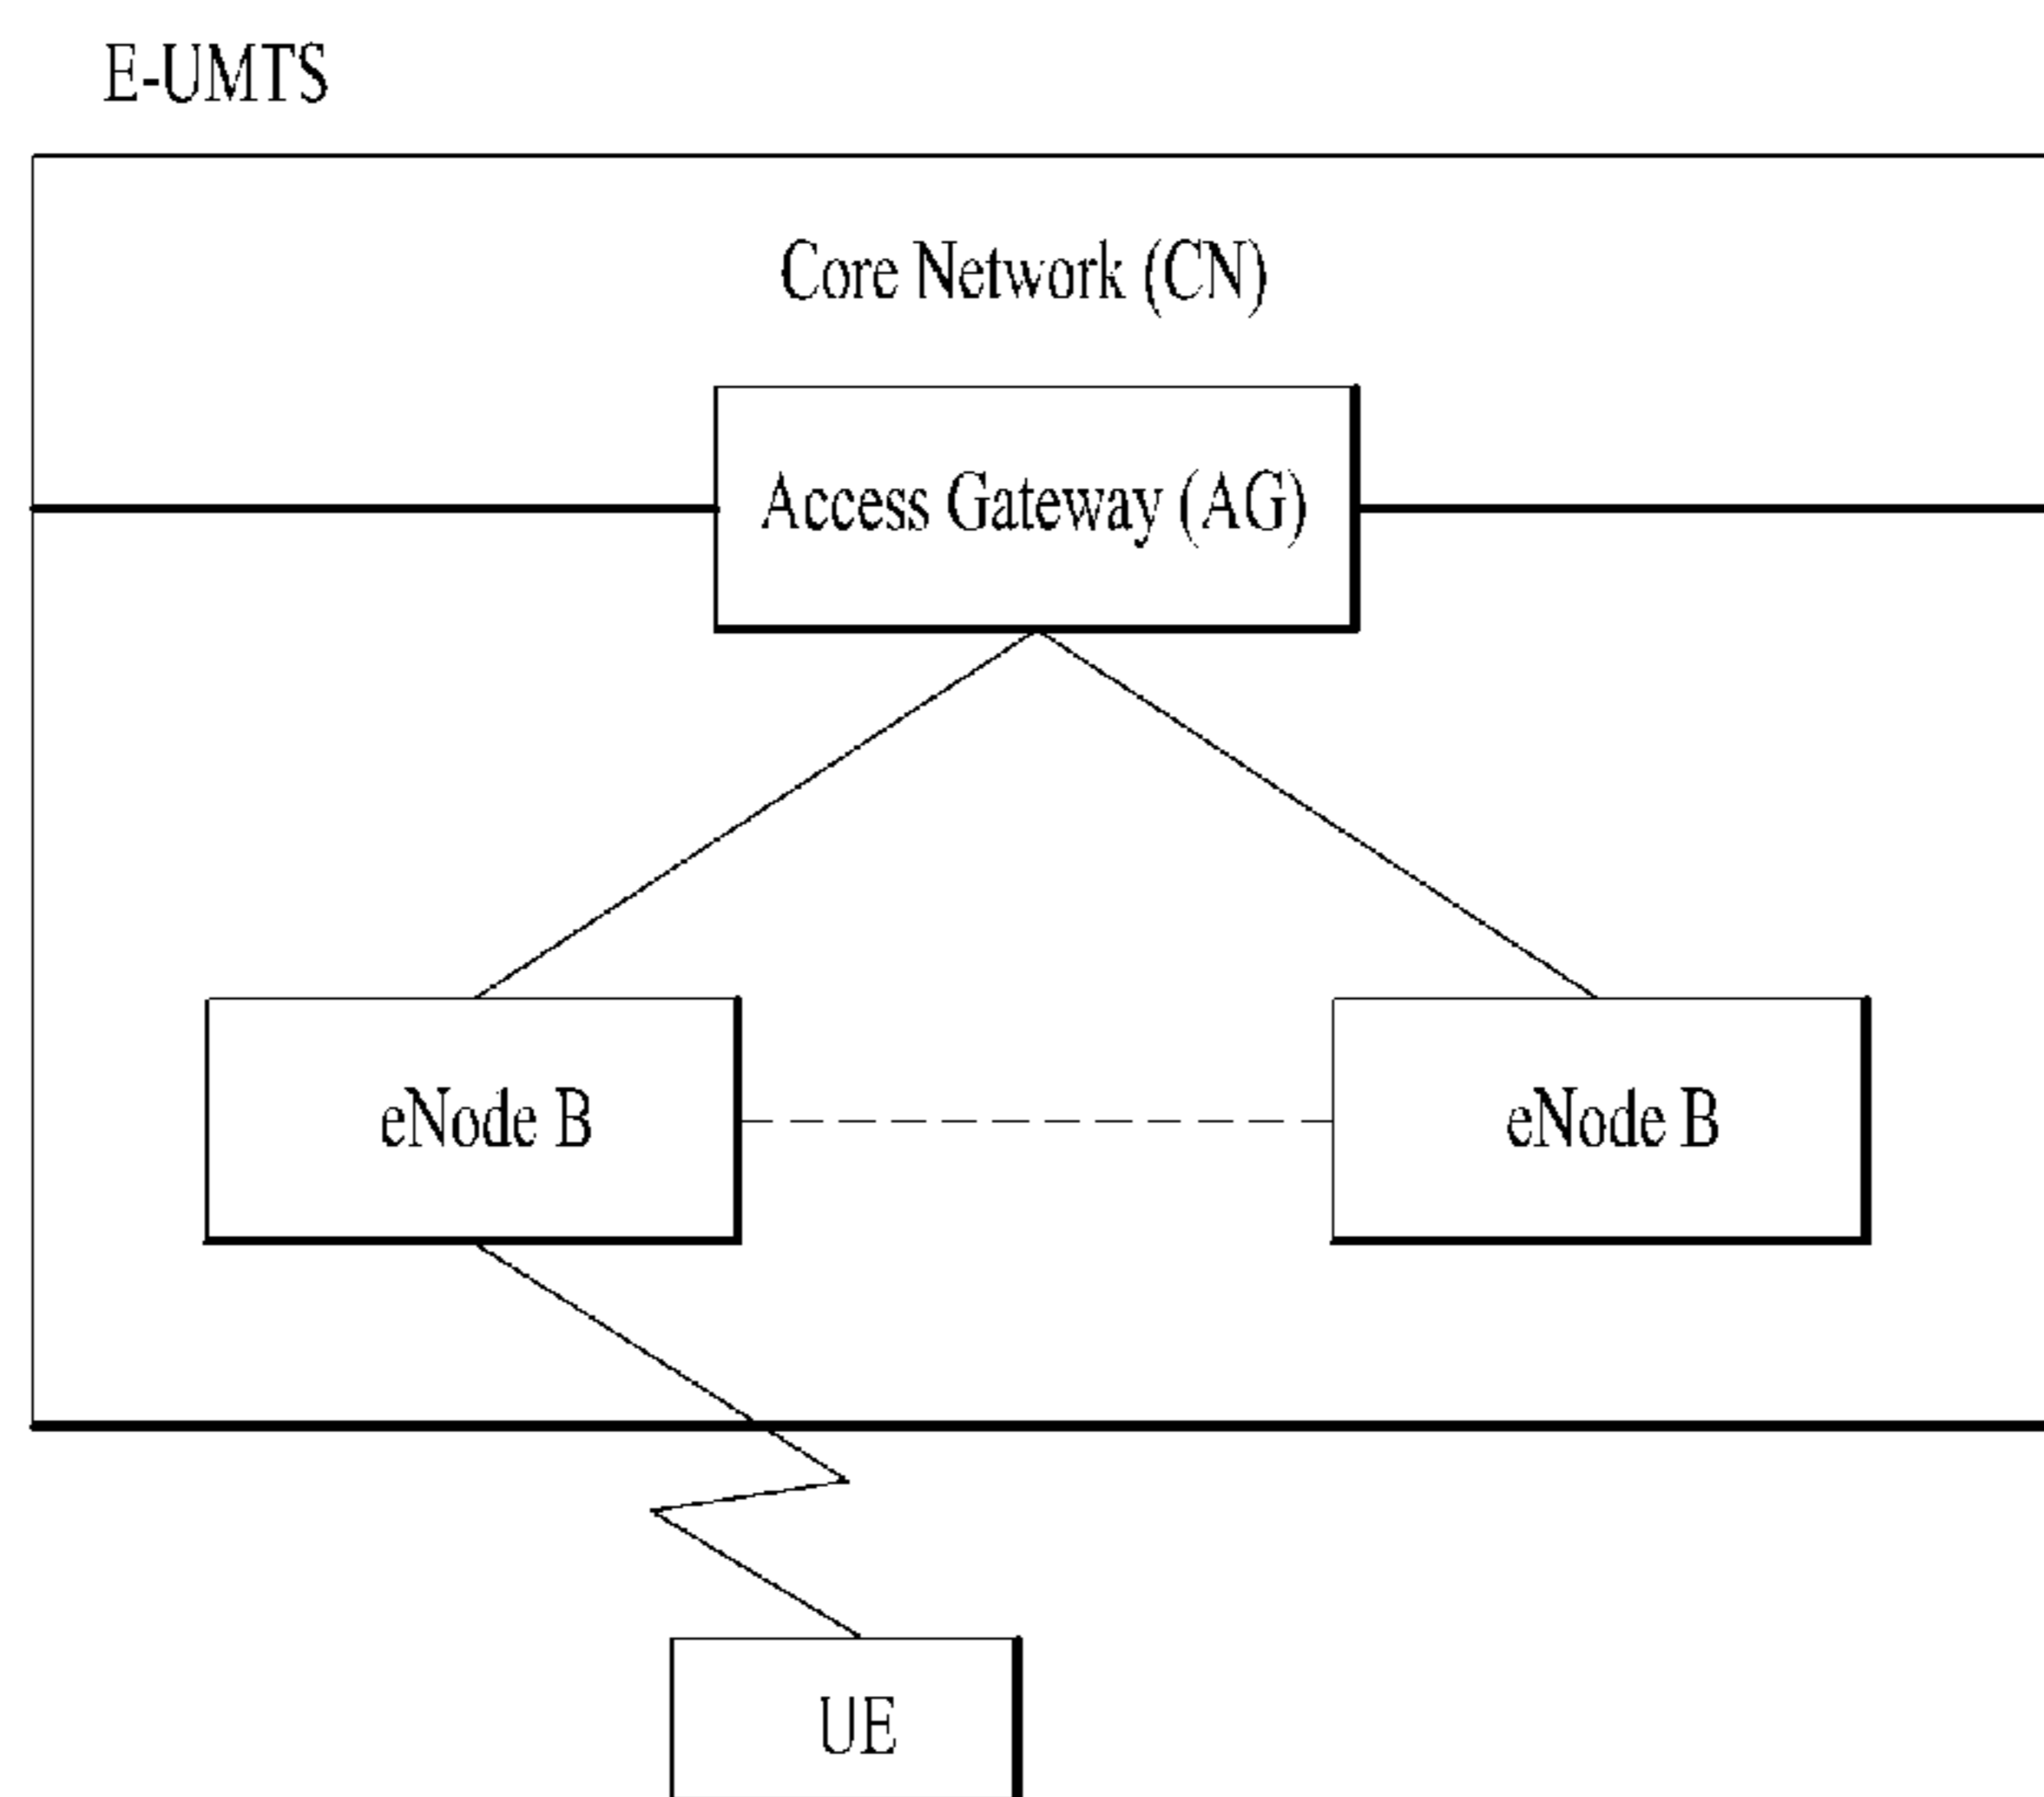 E-UMTS
Core Network (CN)
Access Gateway (AG)
eNode B
eNode B
UE